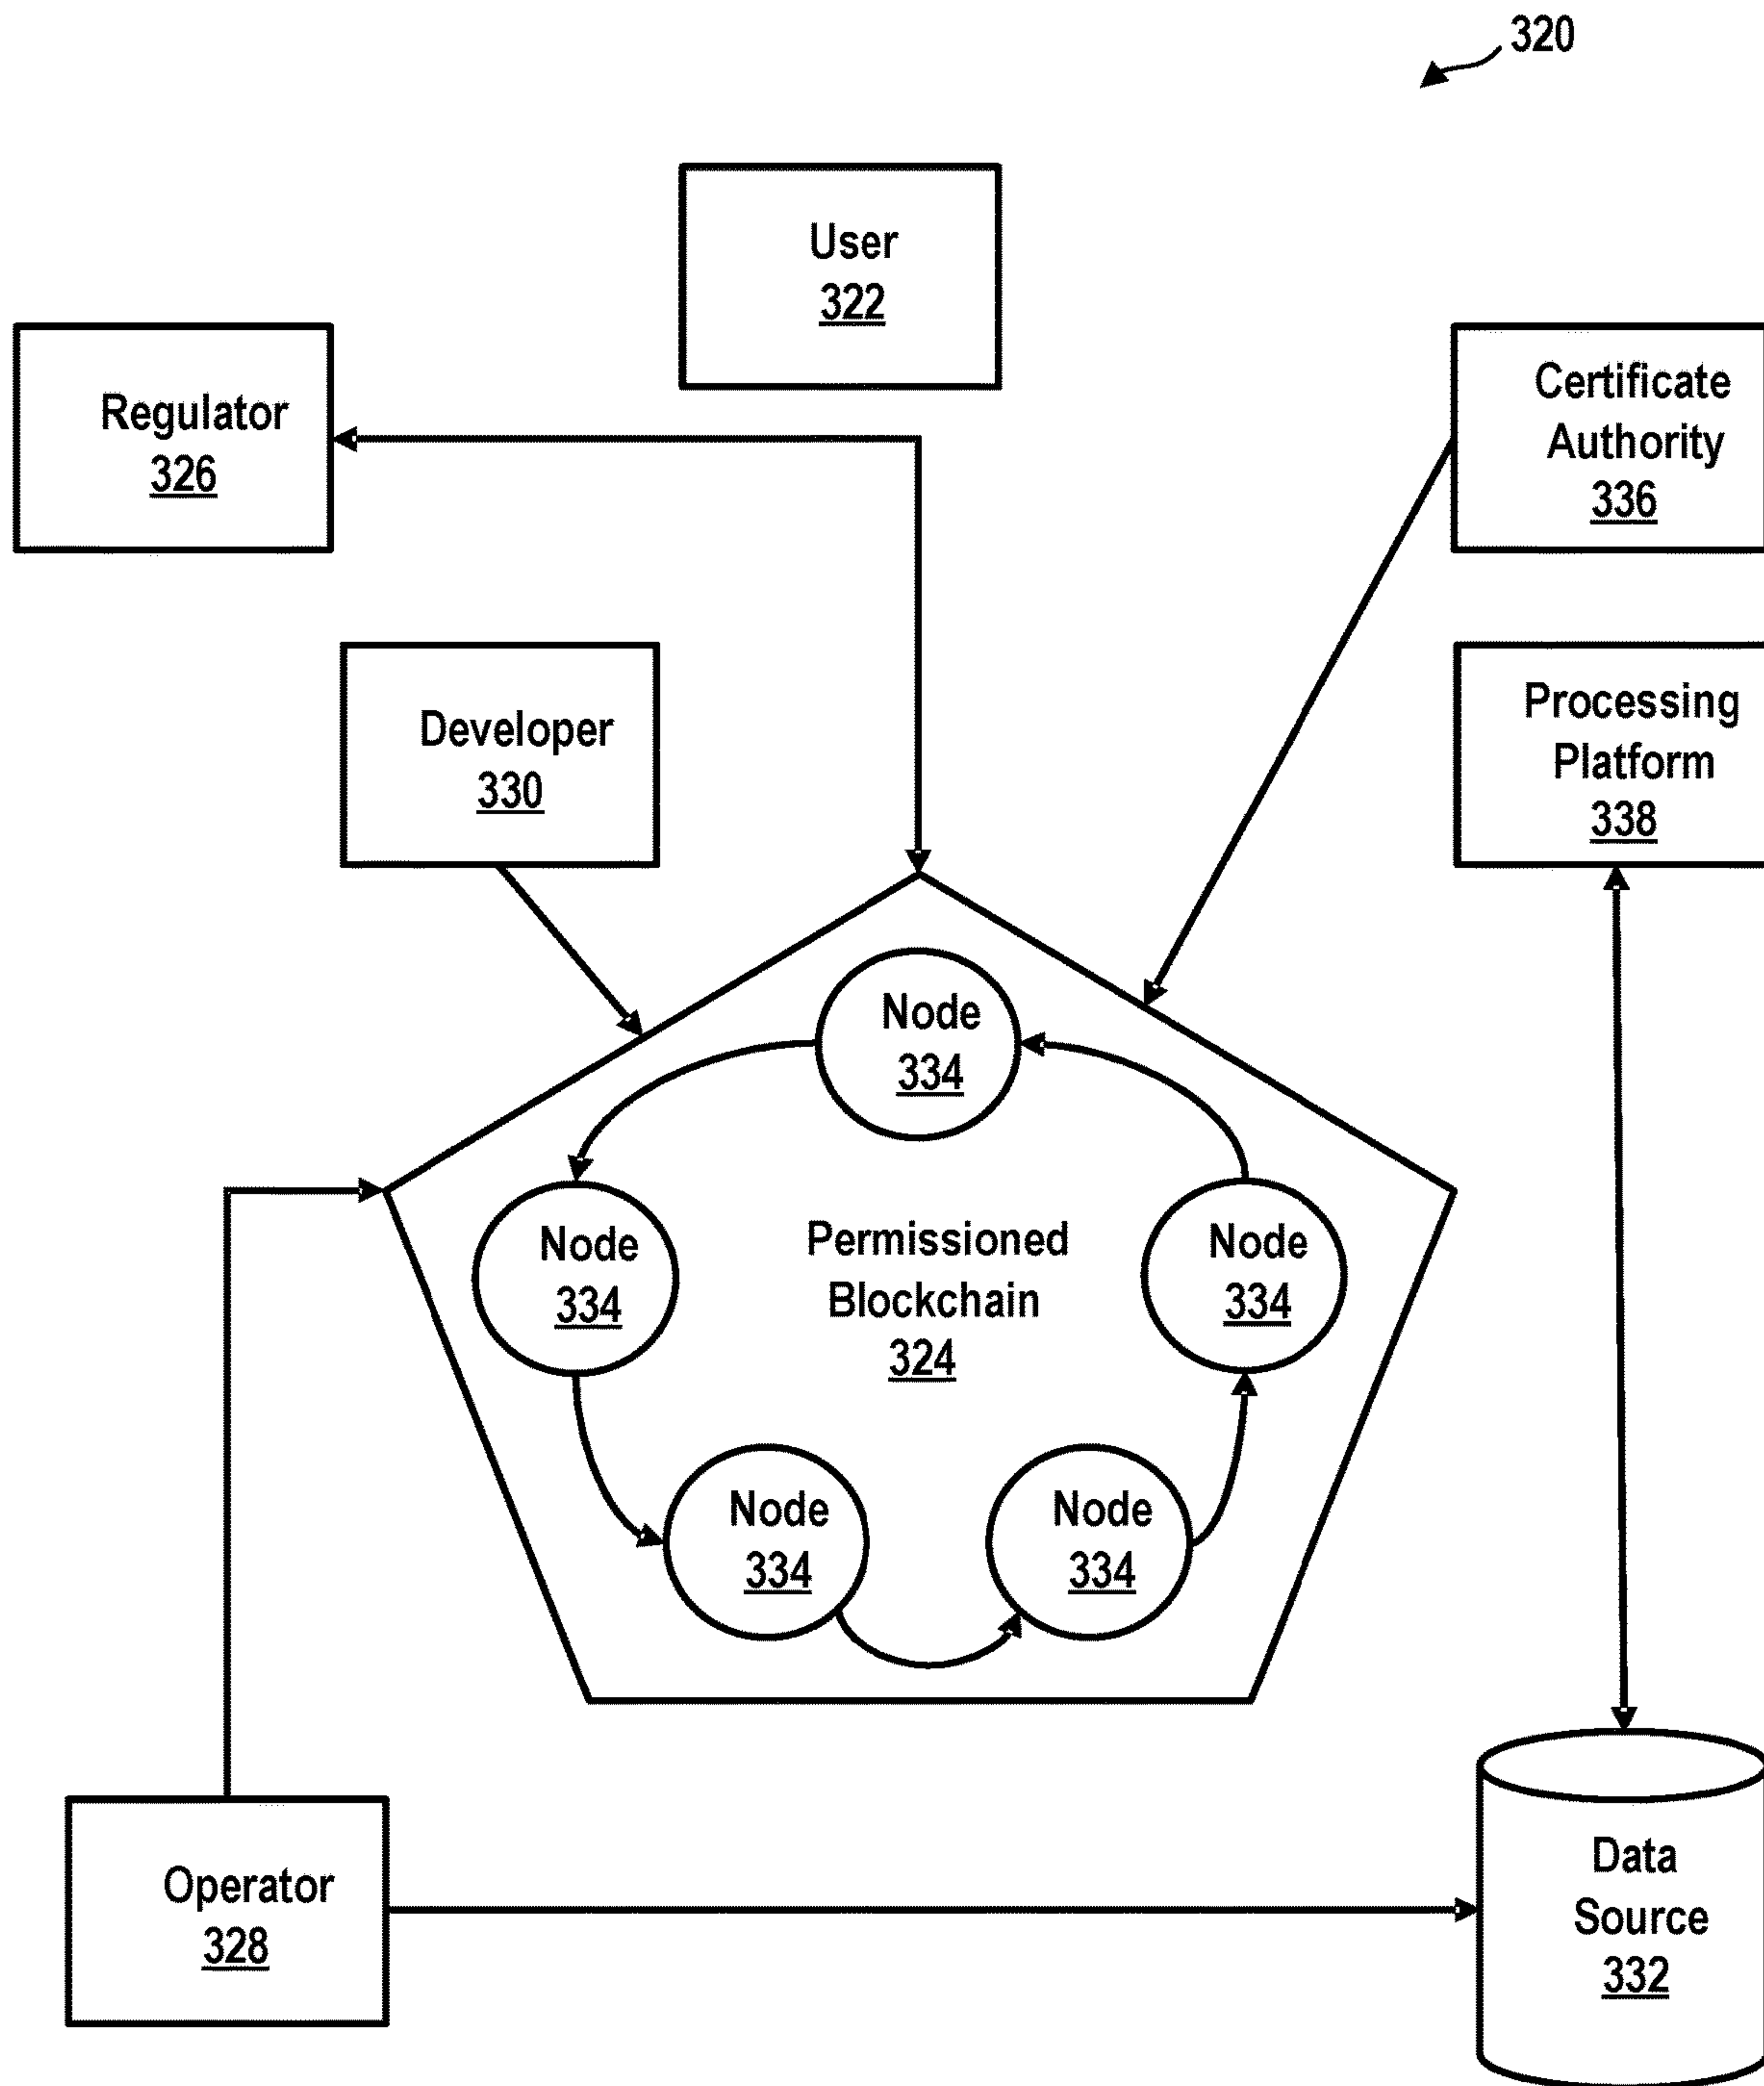 320
User
322
Regulator
326
Certificate
Authority
336
Developer
330
Processing
Platform
338
Node
334
Node
334
Permissioned
Blockchain
324
Node
334
Node
334
Node
334
Operator
328
Data
Source
332